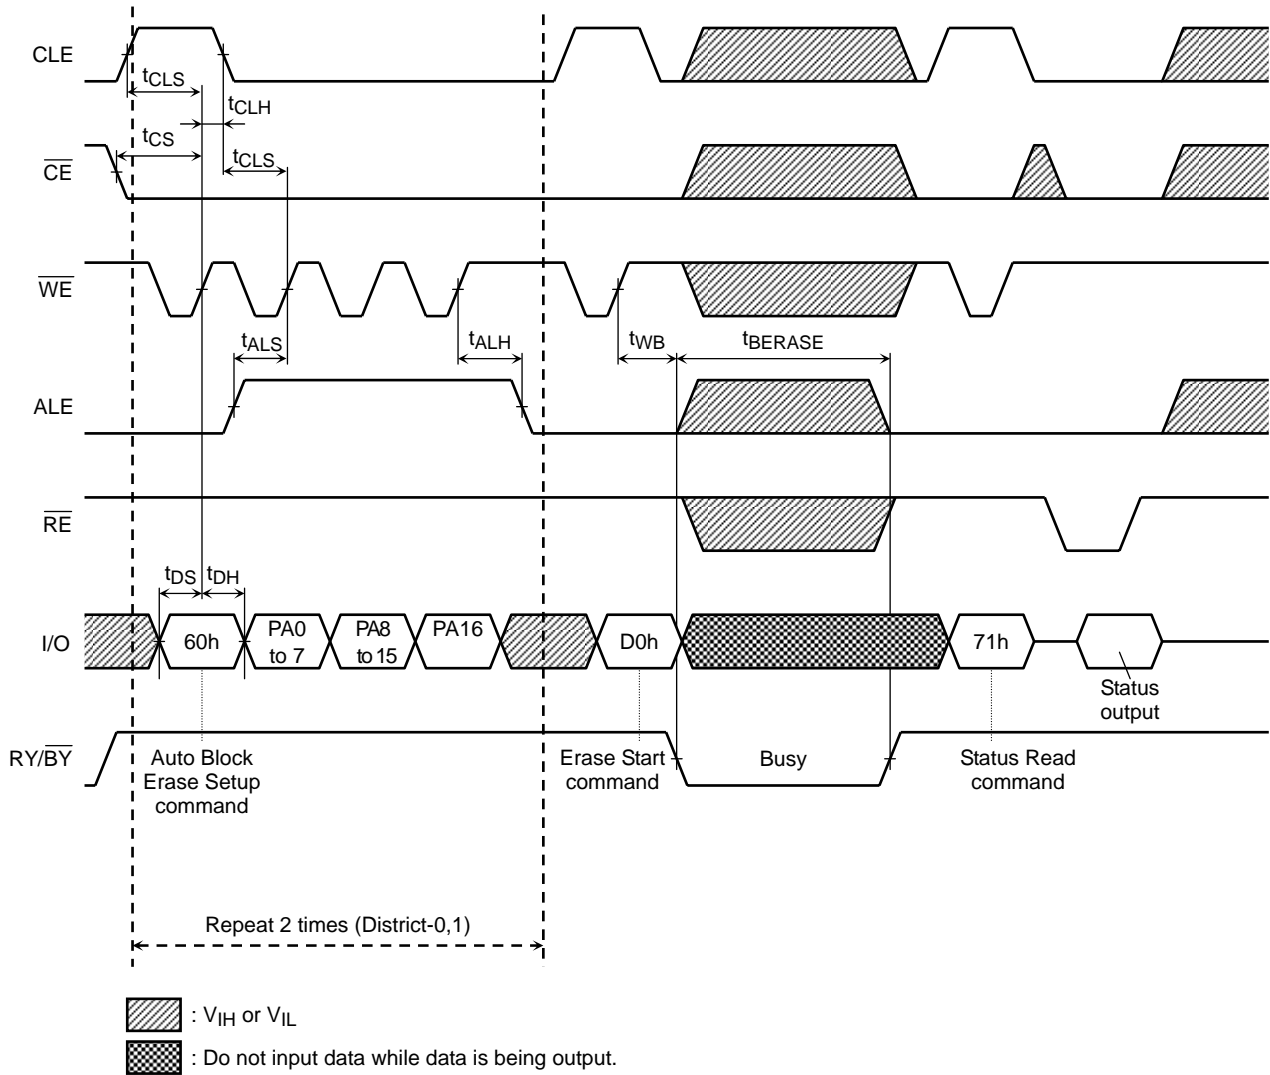 CLE
tCLS
tCLH
tCS
CE
tCLS
WE
tALS
tALH
tWB
tBERASE
ALE
RE
tDS
tDH
I/O
60h
PA0
to 7
PA8
to 15
PA16
D0h
71h
Status
output
RY/BY
Auto Block
Erase Setup
command
Erase Start
command
Busy
Status Read
command
Repeat 2 times (District-0,1)
: VIH or VIL
: Do not input data while data is being output.